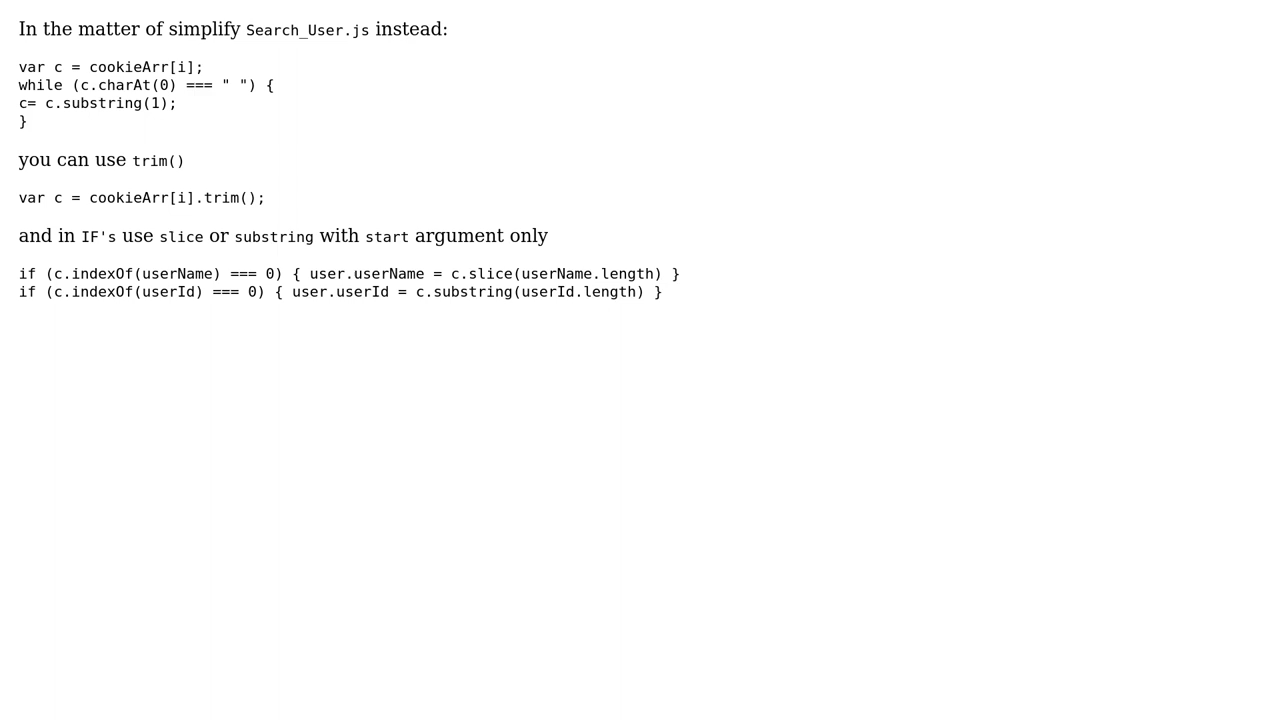 In the matter of simplify Search_User.js instead:
var c = cookieArr[i];
while (c.charAt(0) === " ") {
c= c.substring(1);
}
you can use trim()
var c = cookieArr[i].trim();
and in IF's use slice or substring with start argument only
if (c.indexOf(userName) === 0) { user.userName = c.slice(userName.length) }
if (c.indexOf(userId) === 0) { user.userId = c.substring(userId.length) }